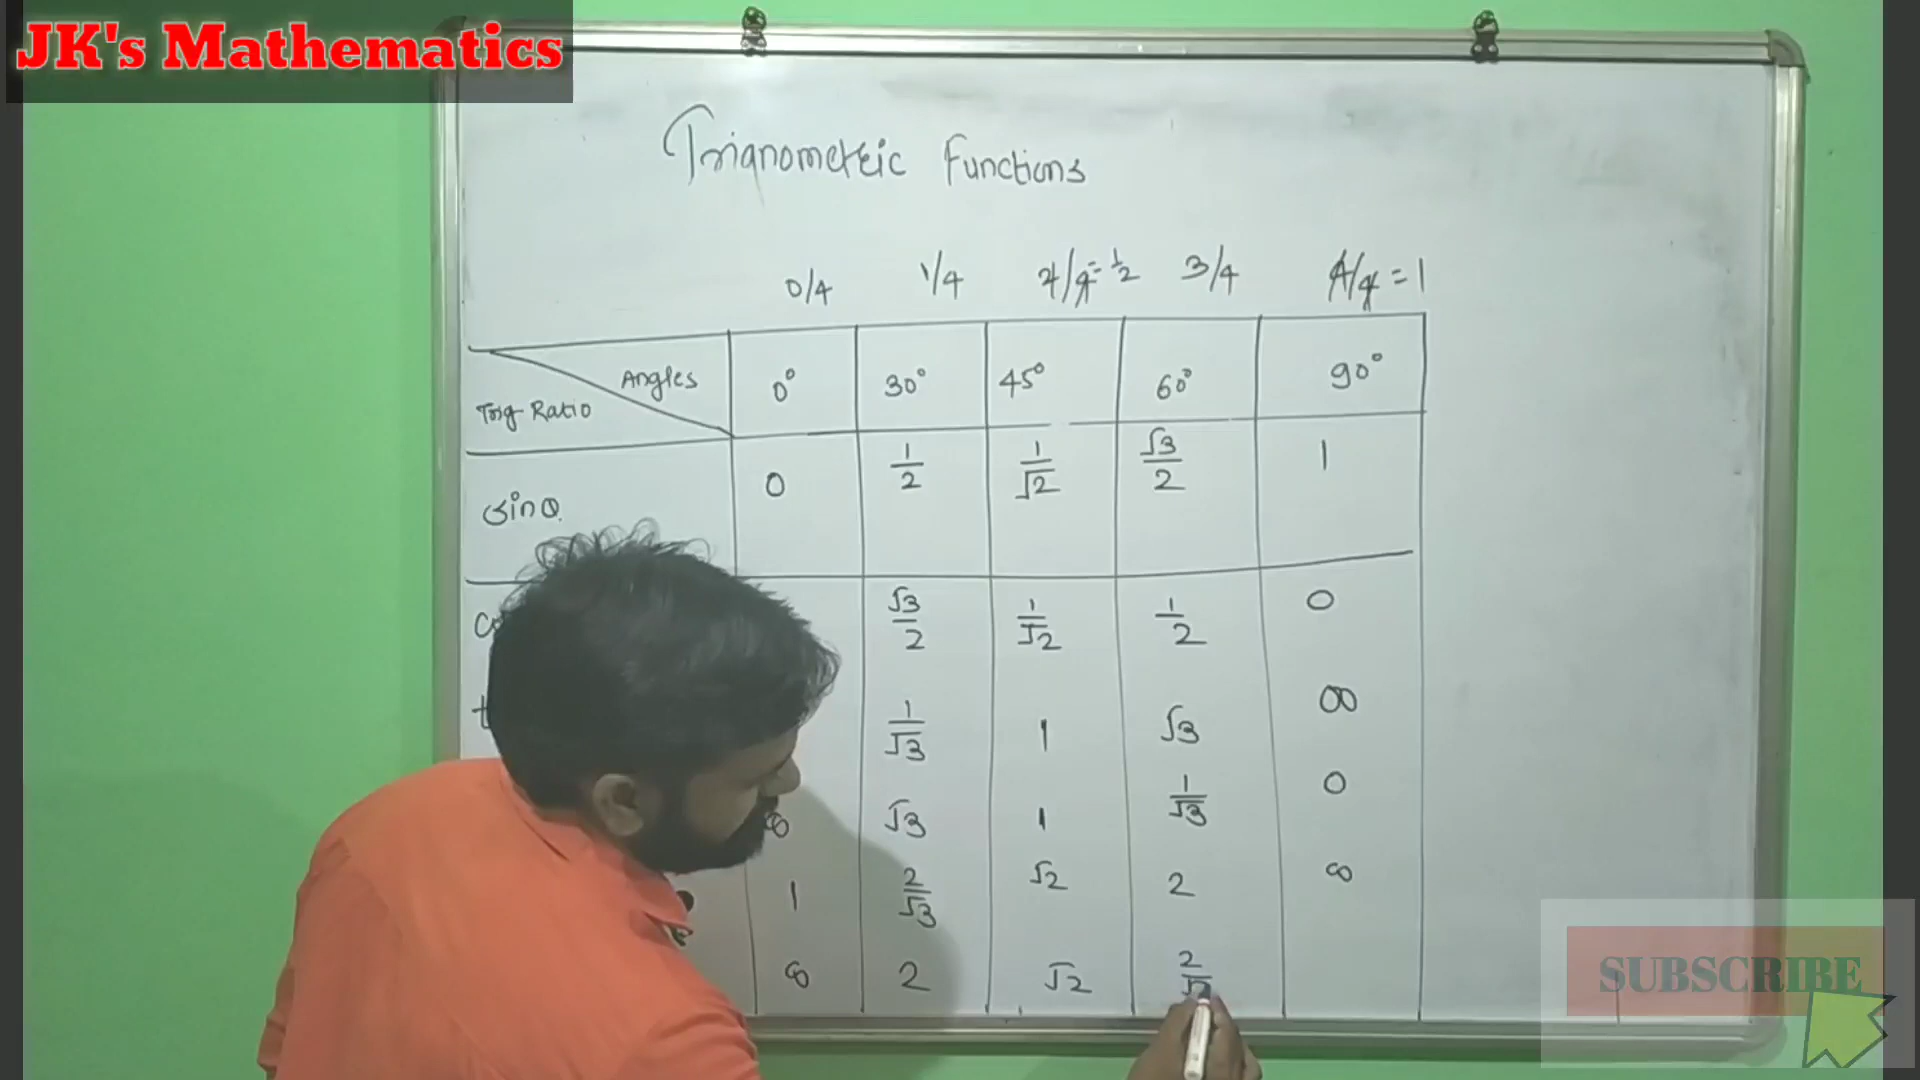 JK's Mathematics
Trignometric Functions
0/4 1/4 2/4=1/2 3/4 4/4=1
Angles 0° 30° 45° 60° 90°
Trig Ratio
sinθ 0 1/2 1/√2 √3/2 1
√3/2 1/√2 1/2 0
1/√3 1 √3 ∞
∞ √3 1 1/√3 0
1 2/√3 √2 2 ∞
∞ 2 √2
SUBSCRIBE